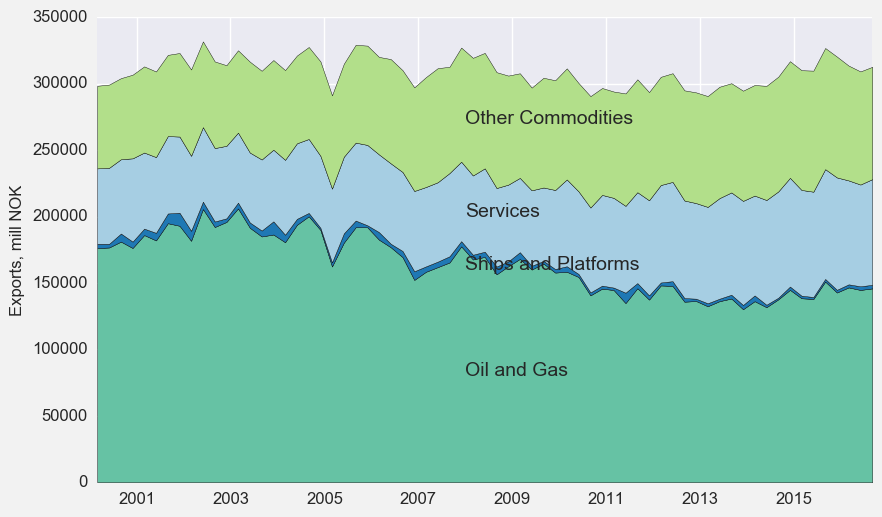 350000
300000
250000
200000
150000
100000
50000
0
Exports, mill NOK
Other Commodities
Services
Ships and Platforms
Oil and Gas
2001 2003 2005 2007 2009 2011 2013 2015